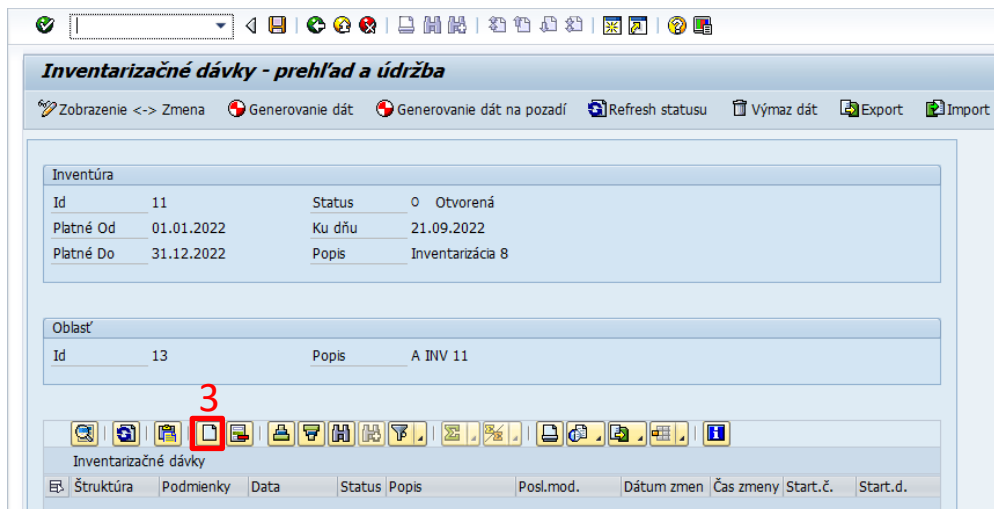 Inventarizačné dávky - prehľad a údržba
Zobrazenie <-> Zmena Generovanie dát Generovanie dát na pozadí Refresh statusu Výmaz dát Export Import
Inventúra
Id 11 Status O Otvorená
Platné Od 01.01.2022 Ku dňu 21.09.2022
Platné Do 31.12.2022 Popis Inventarizácia 8
Oblasť
Id 13 Popis A INV 11
3
Inventarizačné dávky
Štruktúra Podmienky Data Status Popis Posl.mod. Dátum zmen Čas zmeny Start.č. Start.d.